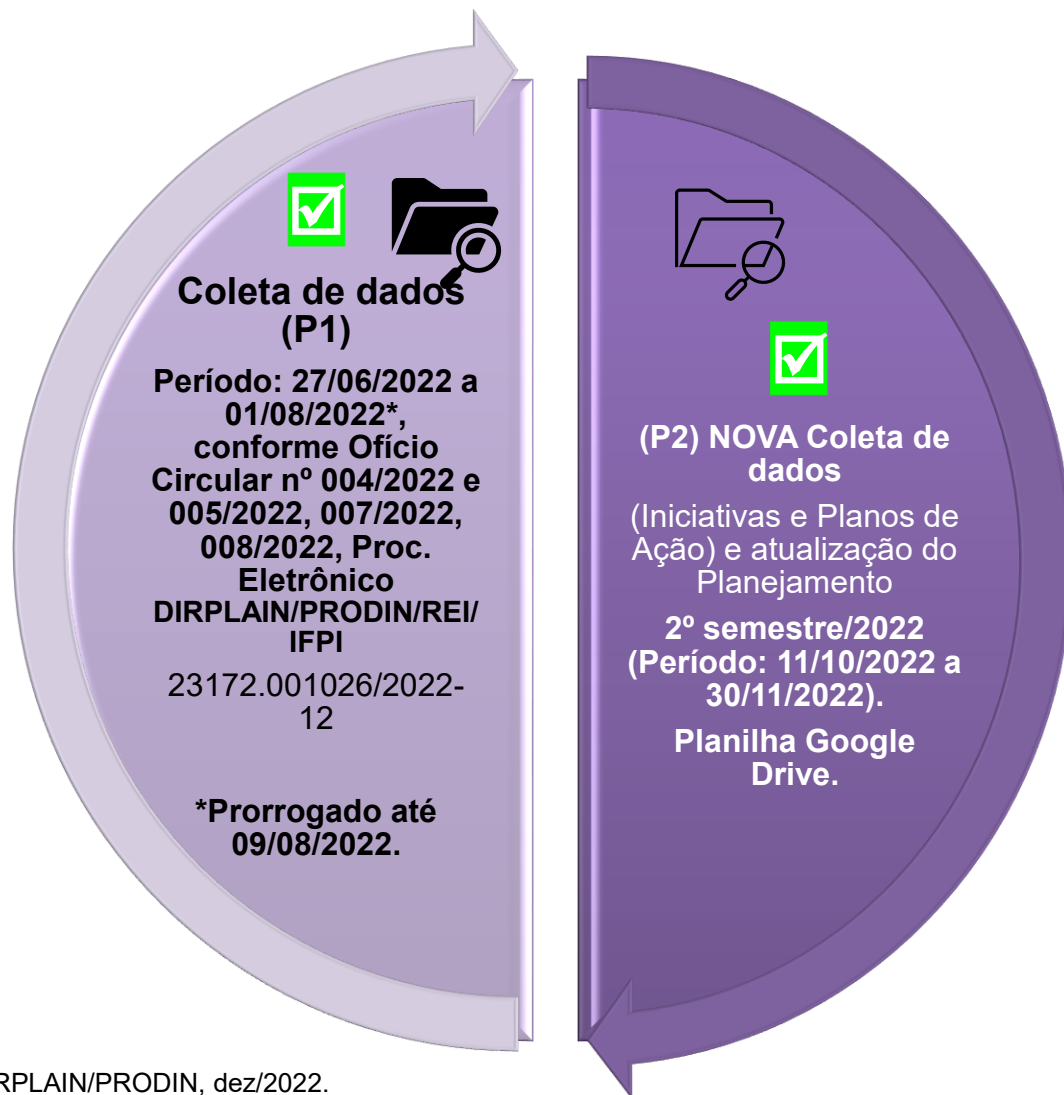 Coleta de dados
(P1)
Período: 27/06/2022 a
01/08/2022*,
conforme Ofício
Circular nº 004/2022 e
005/2022, 007/2022,
008/2022, Proc.
Eletrônico
DIRPLAIN/PRODIN/REI/
IFPI
23172.001026/2022-
12
*Prorrogado até
09/08/2022.
(P2) NOVA Coleta de
dados
(Iniciativas e Planos de
Ação) e atualização do
Planejamento
2º semestre/2022
(Período: 11/10/2022 a
30/11/2022).
Planilha Google
Drive.
RPLAIN/PRODIN, dez/2022.